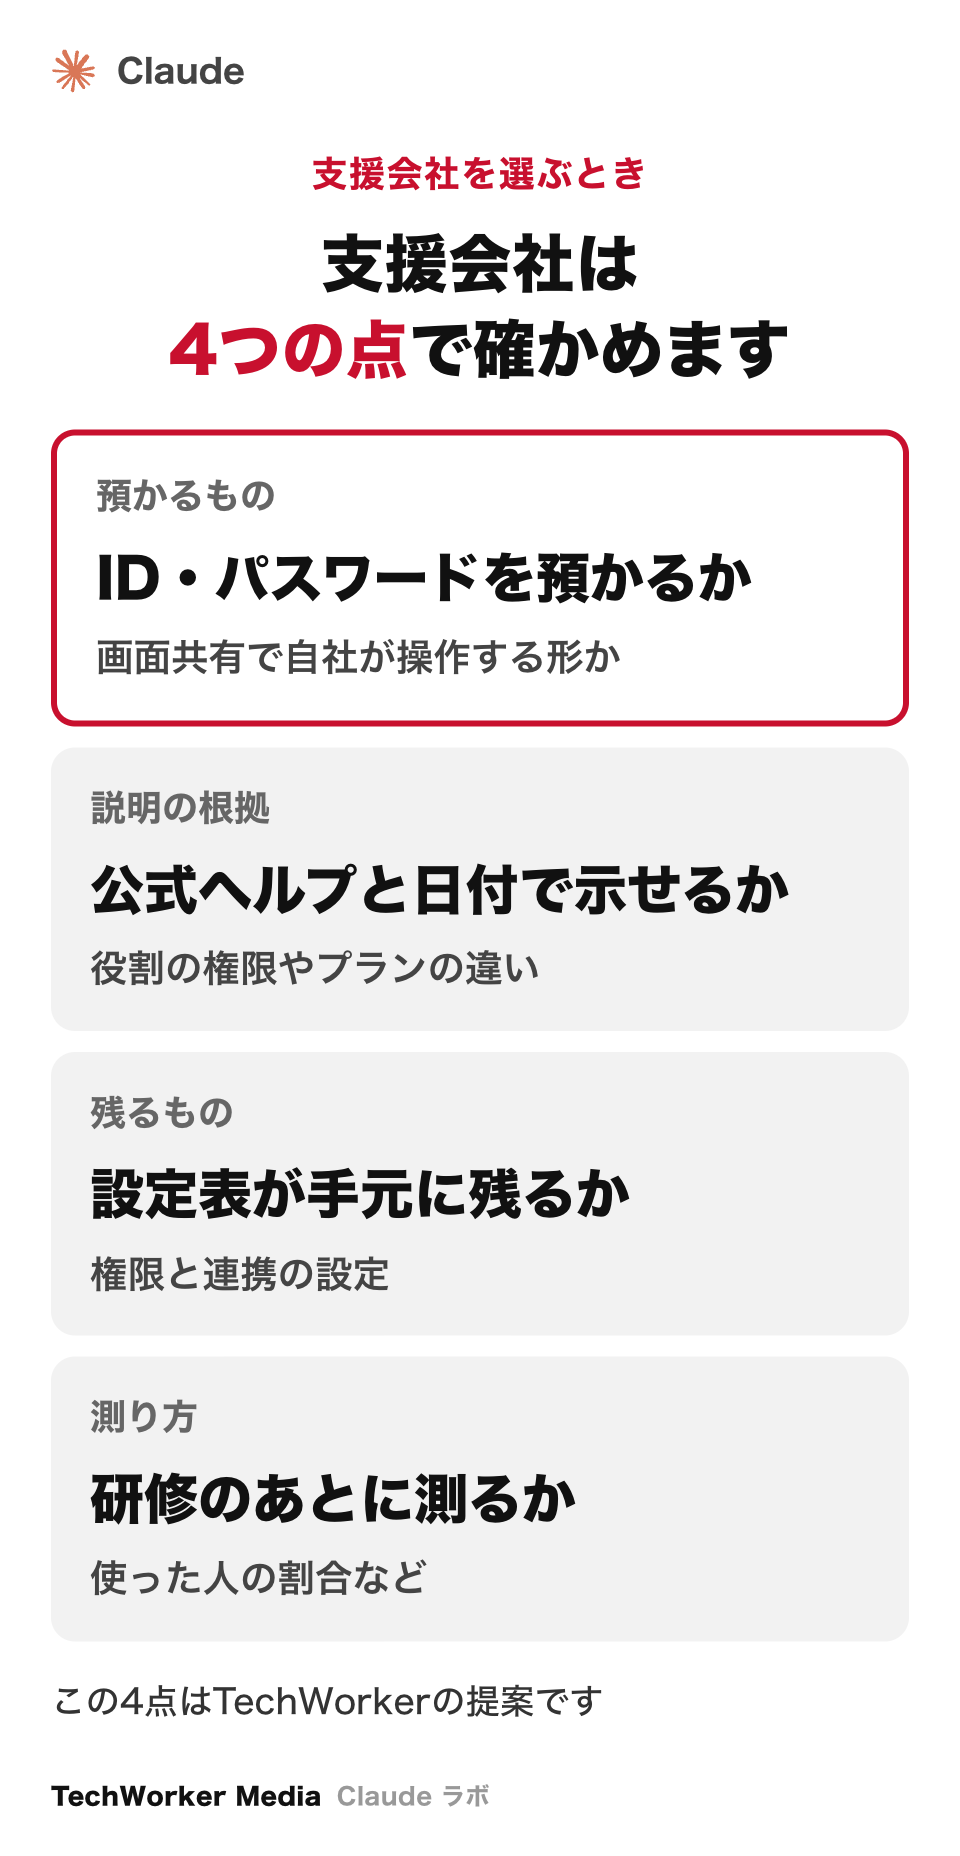 Claude
支援会社を選ぶとき
支援会社は
4つの点で確かめます
預かるもの
ID・パスワードを預かるか
画面共有で自社が操作する形か
説明の根拠
公式ヘルプと日付で示せるか
役割の権限やプランの違い
残るもの
設定表が手元に残るか
権限と連携の設定
測り方
研修のあとに測るか
使った人の割合など
この4点はTechWorkerの提案です
TechWorker Media Claude ラボ